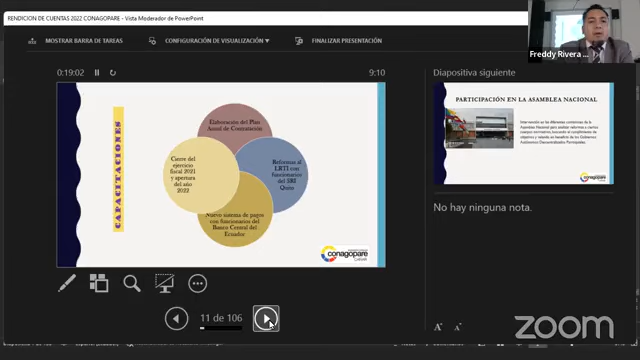 RENDICION DE CUENTAS 2022 CONAGOPARE - Vista Moderador de PowerPoint
MOSTRAR BARRA DE TAREAS
CONFIGURACIÓN DE VISUALIZACIÓN ▾
FINALIZAR PRESENTACIÓN
Freddy Rivera ...
0:19:02
9:10
Diapositiva siguiente
CAPACITACIONES
Elaboración del Plan
Anual de Contratación
Cierre del
ejercicio
fiscal 2021
y apertura
del año
2022
Reformas al
LRTI con
funcionarios
del SRI
Quito
Nuevo sistema de pagos
con funcionarios del
Banco Central del
Ecuador
conagopare
PARTICIPACIÓN EN LA ASAMBLEA NACIONAL
conagopare
No hay ninguna nota.
11 de 106
A A
zoom